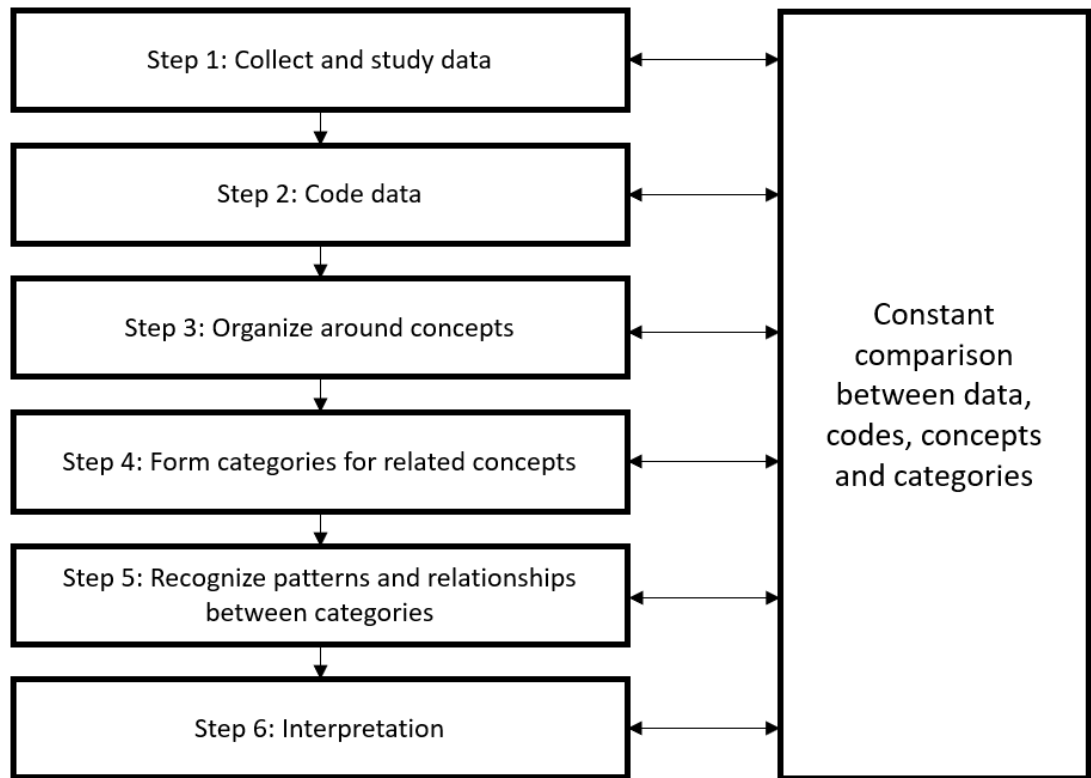 Step 1: Collect and study data
Step 2: Code data
Step 3: Organize around concepts
Step 4: Form categories for related concepts
Step 5: Recognize patterns and relationships
between categories
Step 6: Interpretation
Constant
comparison
between data,
codes, concepts
and categories